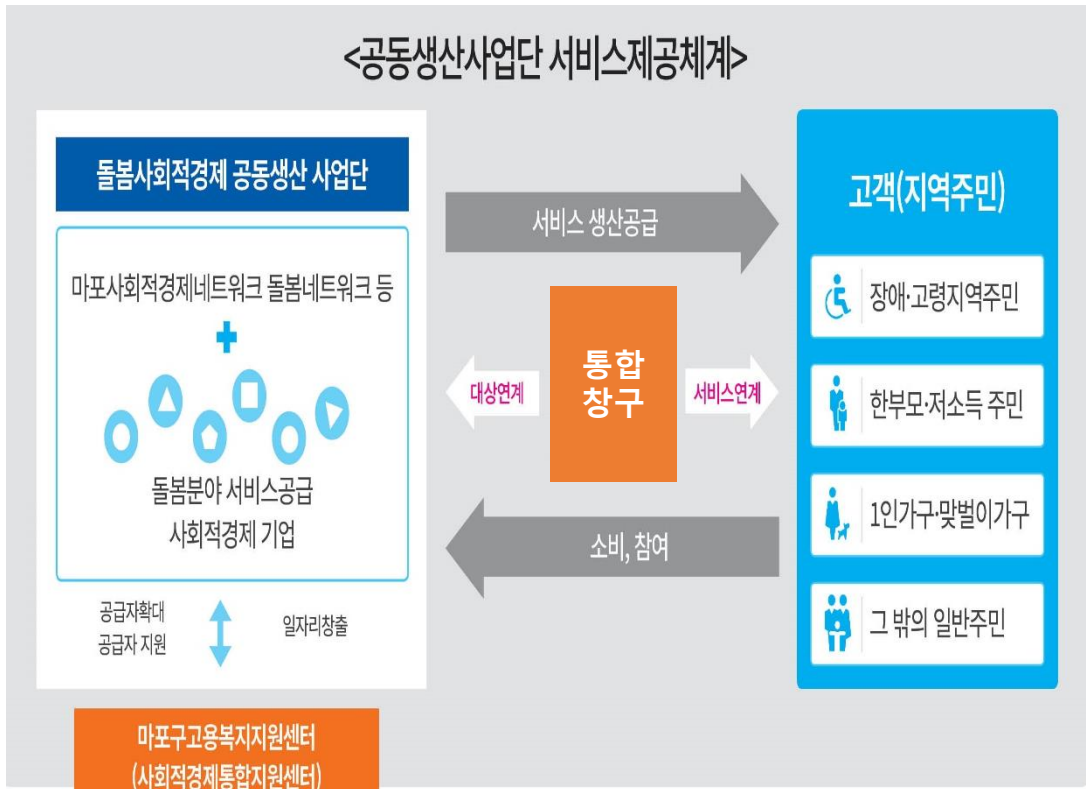 <공동생산사업단 서비스제공체계>
돌봄사회적경제 공동생산 사업단
마포사회적경제네트워크 돌봄네트워크 등
돌봄분야 서비스공급
사회적경제 기업
공급자확대
공급자 지원
일자리창출
마포구고용복지지원센터
(사회적경제통합지원센터)
서비스 생산공급
대상연계
통합
창구
서비스연계
소비, 참여
고객(지역주민)
장애·고령지역주민
한부모·저소득 주민
1인가구·맞벌이가구
그 밖의 일반주민